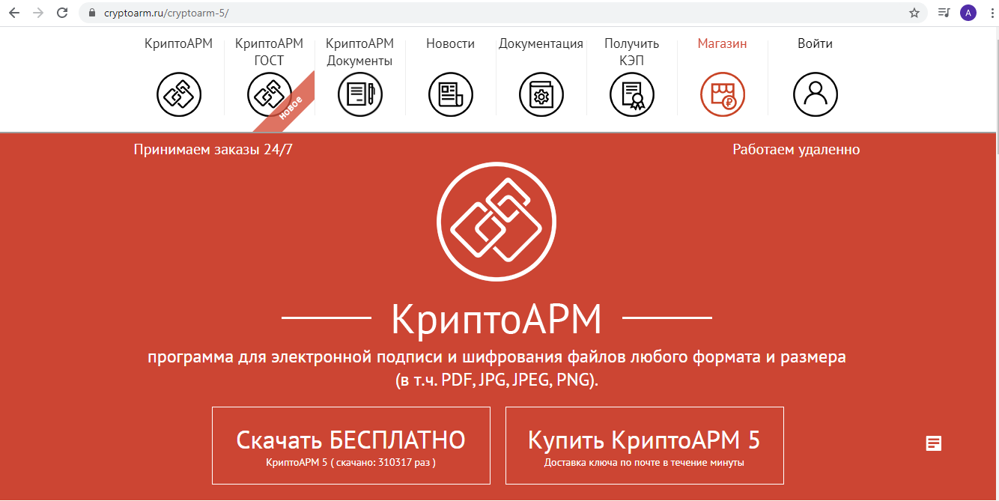 cryptoarm.ru/cryptoarm-5/
A
КриптоАРМ
КриптоАРМ
ГОСТ
новое
КриптоАРМ
Документы
Новости
Документация
Получить
КЭП
Магазин
Войти
Принимаем заказы 24/7
Работаем удаленно
КриптоАРМ
программа для электронной подписи и шифрования файлов любого формата и размера
(в т.ч. PDF, JPG, JPEG, PNG).
Скачать БЕСПЛАТНО
КриптоАРМ 5 ( скачано: 310317 раз )
Купить КриптоАРМ 5
Доставка ключа по почте в течение минуты